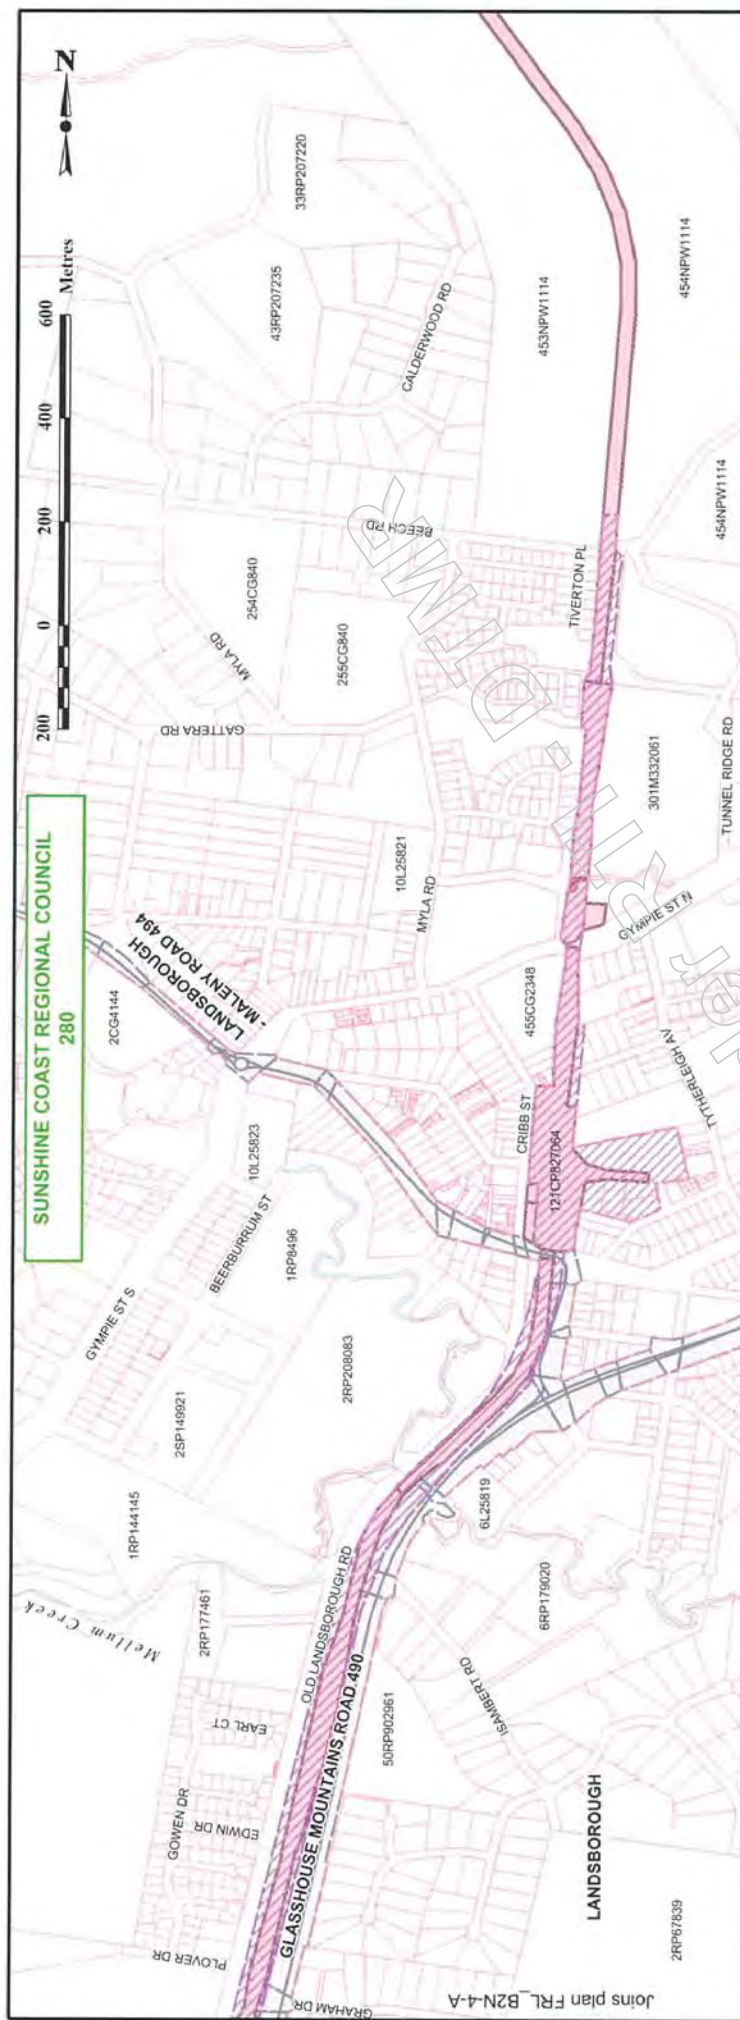 SUNSHINE COAST REGIONAL COUNCIL
280
200
0
200
400
600
Metres
N
33RP207220
43RP207235
CALDERWOOD RD
453NPW1114
454NPW1114
454NPW1114
BEECH RD
254CG840
MYLA RD
255CG840
GATTERA RD
TIVERTON PL
301M332061
TUNNEL RIDGE RD
10L25821
MYLA RD
GYMPIE ST N
LANDSBOROUGH
- MALENY ROAD 494
2CG4144
455CG2348
CRIBB ST
121CP827064
TYTHERLEIGH AV
10L25823
BEERBURRUM ST
GYMPIE ST S
1RP8496
2RP208083
2SP149921
1RP144145
Mellum Creek
2RP177461
OLD LANDSBOROUGH RD
GLASSHOUSE MOUNTAINS ROAD 490
6L25819
6RP179020
ISAMBERT RD
50RP902961
EARL CT
EDWIN DR
GOWEN DR
PLOVER DR
GRAHAM DR
LANDSBOROUGH
2RP67839
Joins plan FRL_B2N-4-A
RTI - DTMR